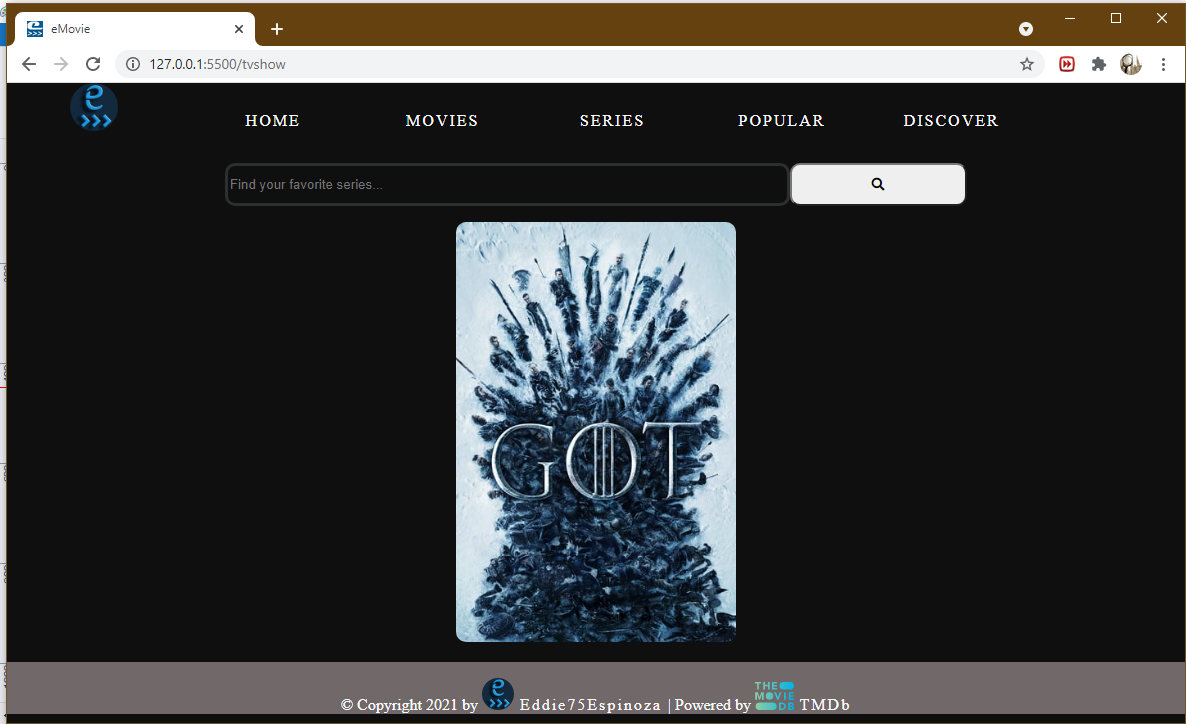 eMovie
127.0.0.1:5500/tvshow
HOME MOVIES SERIES POPULAR DISCOVER
Find your favorite series...
GOT
© Copyright 2021 by e>>> Eddie75Espinoza | Powered by THE MOVIE DB TMDb